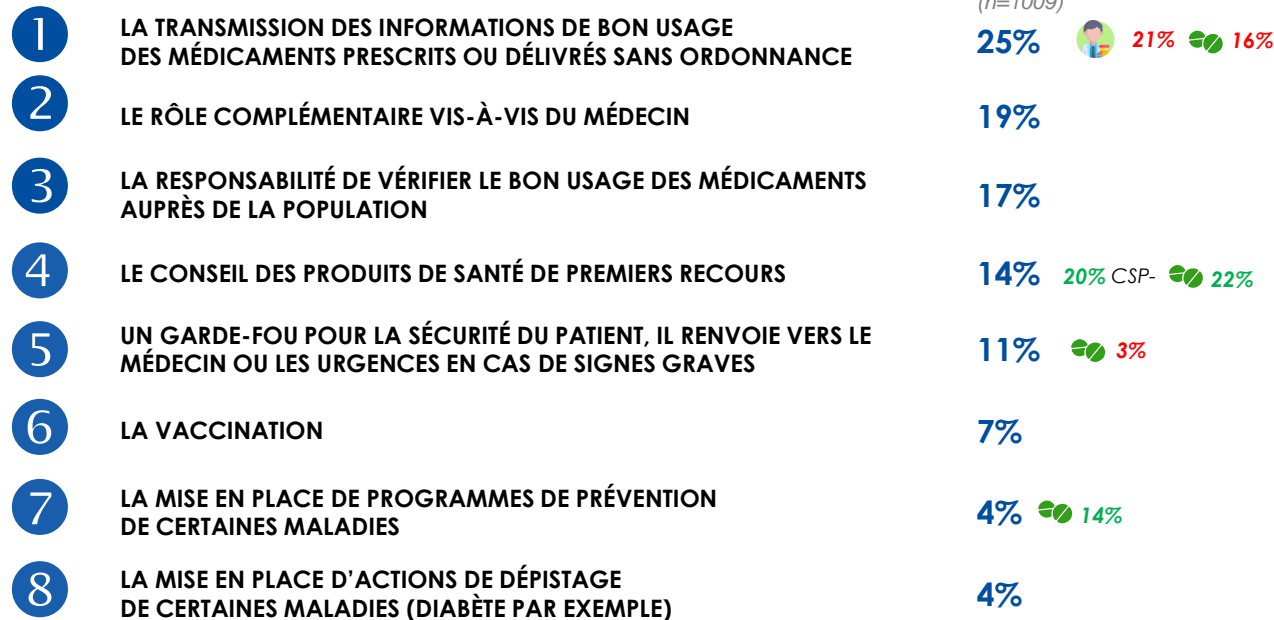 (n=1009)
1
LA TRANSMISSION DES INFORMATIONS DE BON USAGE
DES MÉDICAMENTS PRESCRITS OU DÉLIVRÉS SANS ORDONNANCE
25% 21% 16%
2
LE RÔLE COMPLÉMENTAIRE VIS-À-VIS DU MÉDECIN
19%
3
LA RESPONSABILITÉ DE VÉRIFIER LE BON USAGE DES MÉDICAMENTS
AUPRÈS DE LA POPULATION
17%
4
LE CONSEIL DES PRODUITS DE SANTÉ DE PREMIERS RECOURS
14% 20% CSP- 22%
5
UN GARDE-FOU POUR LA SÉCURITÉ DU PATIENT, IL RENVOIE VERS LE
MÉDECIN OU LES URGENCES EN CAS DE SIGNES GRAVES
11% 3%
6
LA VACCINATION
7%
7
LA MISE EN PLACE DE PROGRAMMES DE PRÉVENTION
DE CERTAINES MALADIES
4% 14%
8
LA MISE EN PLACE D’ACTIONS DE DÉPISTAGE
DE CERTAINES MALADIES (DIABÈTE PAR EXEMPLE)
4%